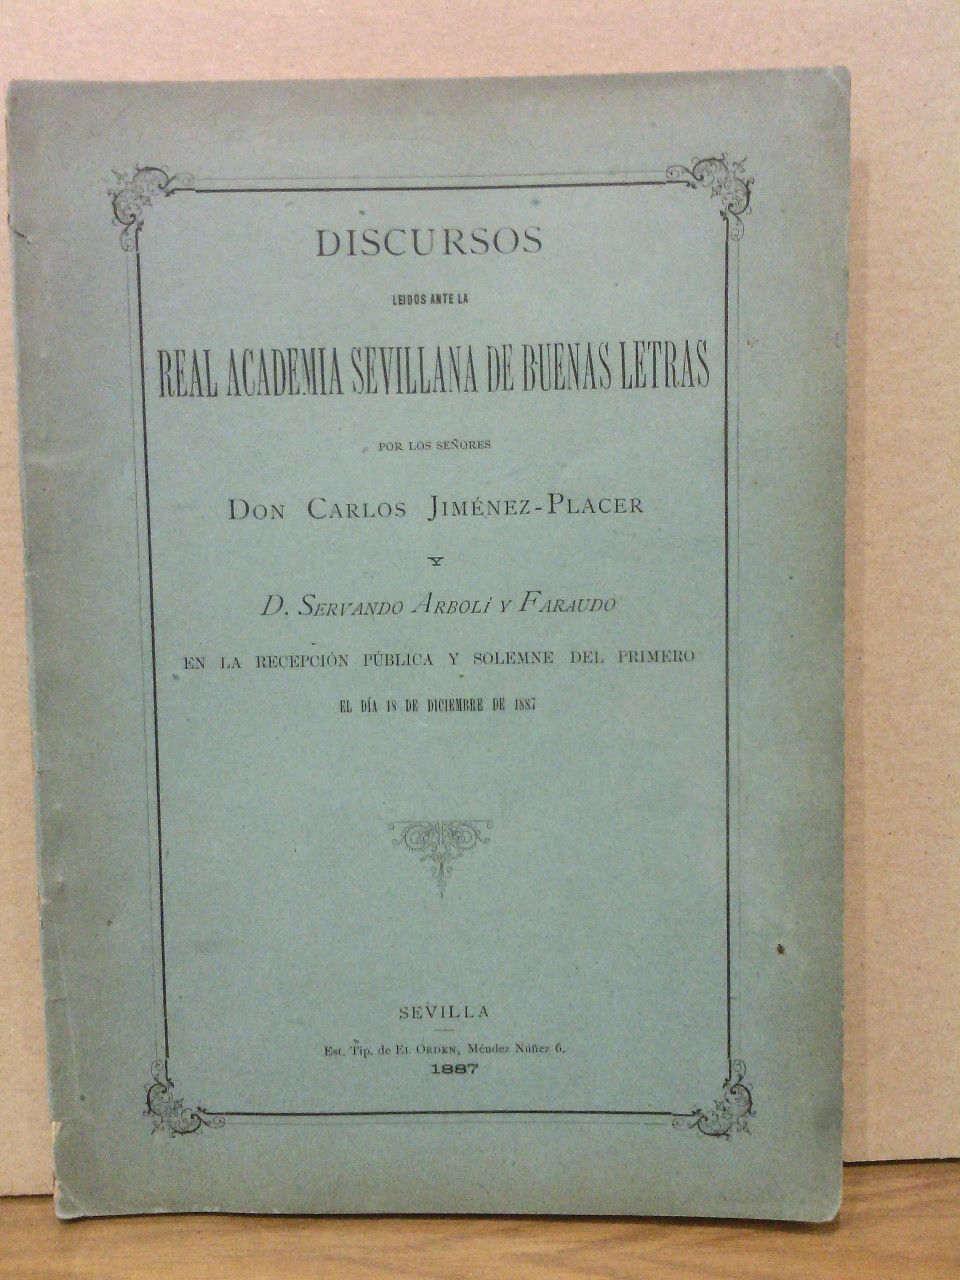 DISCURSOS
LEIDOS ANTE LA
REAL ACADEMIA SEVILLANA DE BUENAS LETRAS
POR LOS SEÑORES
DON CARLOS JIMÉNEZ-PLACER
Y
D. SERVANDO ARBOLÍ Y FARAUDO
EN LA RECEPCIÓN PÚBLICA Y SOLEMNE DEL PRIMERO
EL DÍA 18 DE DICIEMBRE DE 1887
SEVILLA
Est. Tip. de EL ORDEN, Méndez Núñez 6.
1887